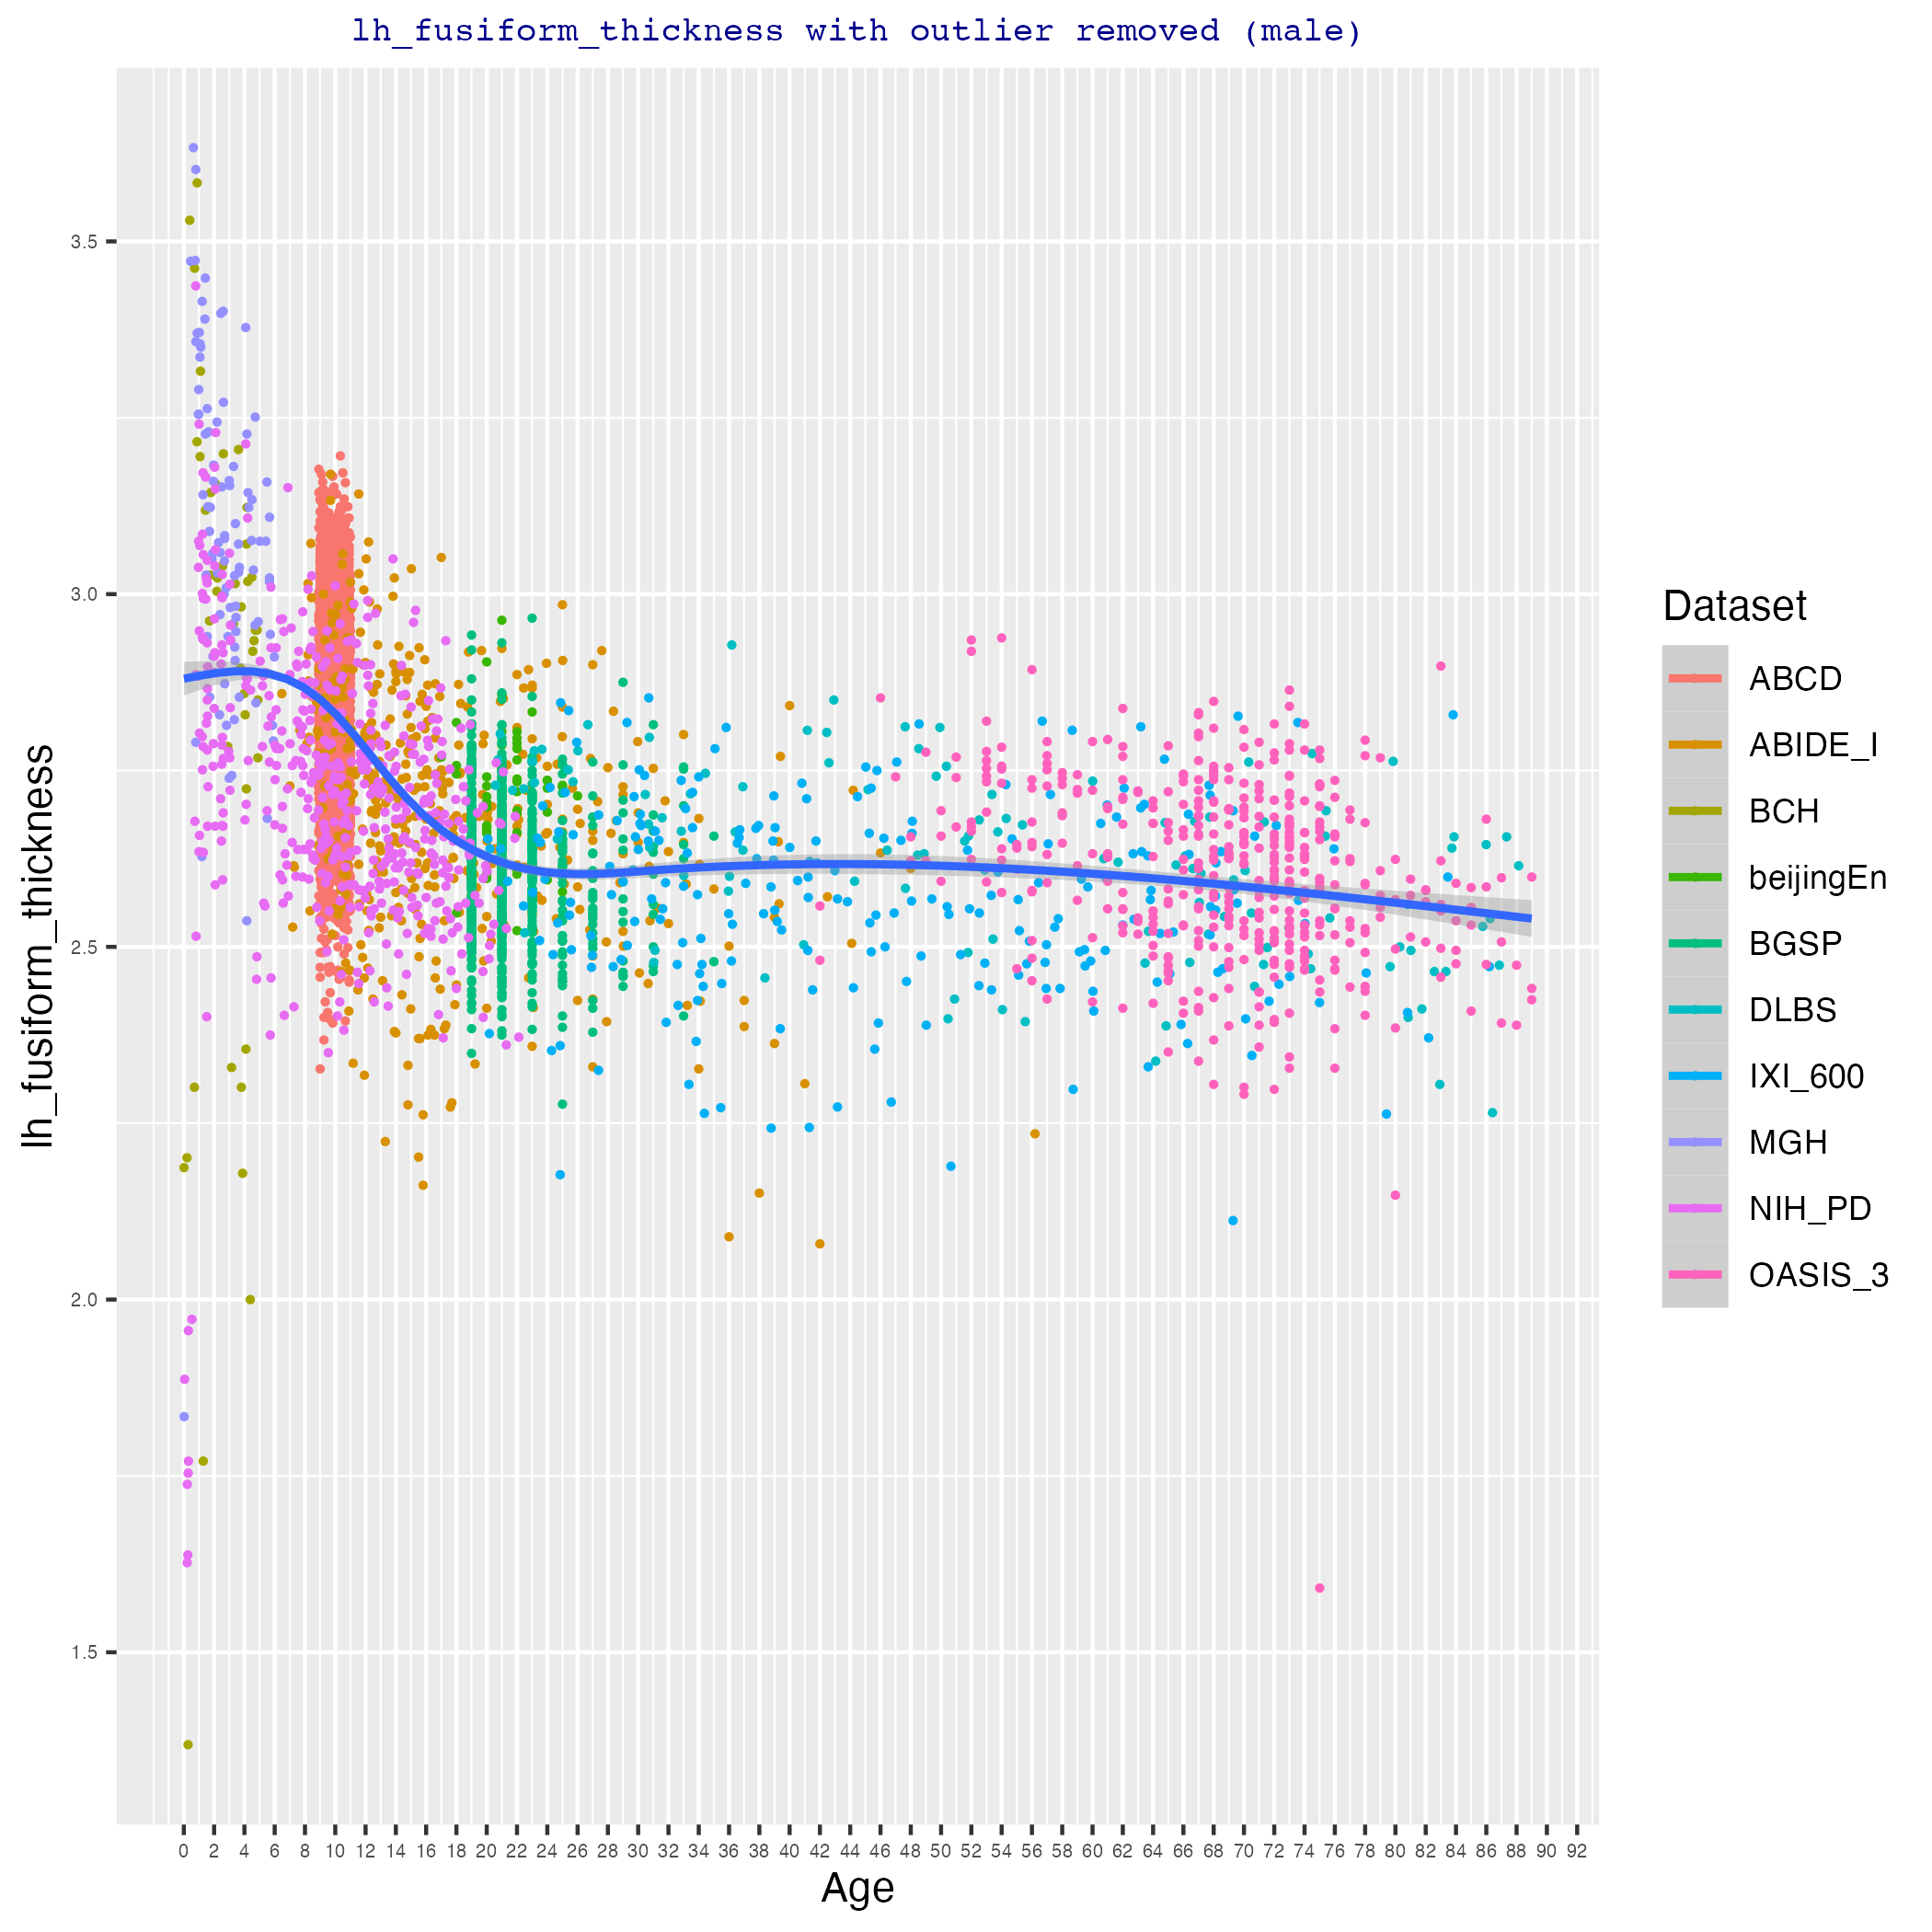 lh_fusiform_thickness with outlier removed (male)
lh_fusiform_thickness
3.5
3.0
2.5
2.0
1.5
0 2 4 6 8 10 12 14 16 18 20 22 24 26 28 30 32 34 36 38 40 42 44 46 48 50 52 54 56 58 60 62 64 66 68 70 72 74 76 78 80 82 84 86 88 90 92
Age
Dataset
ABCD
ABIDE_I
BCH
beijingEn
BGSP
DLBS
IXI_600
MGH
NIH_PD
OASIS_3